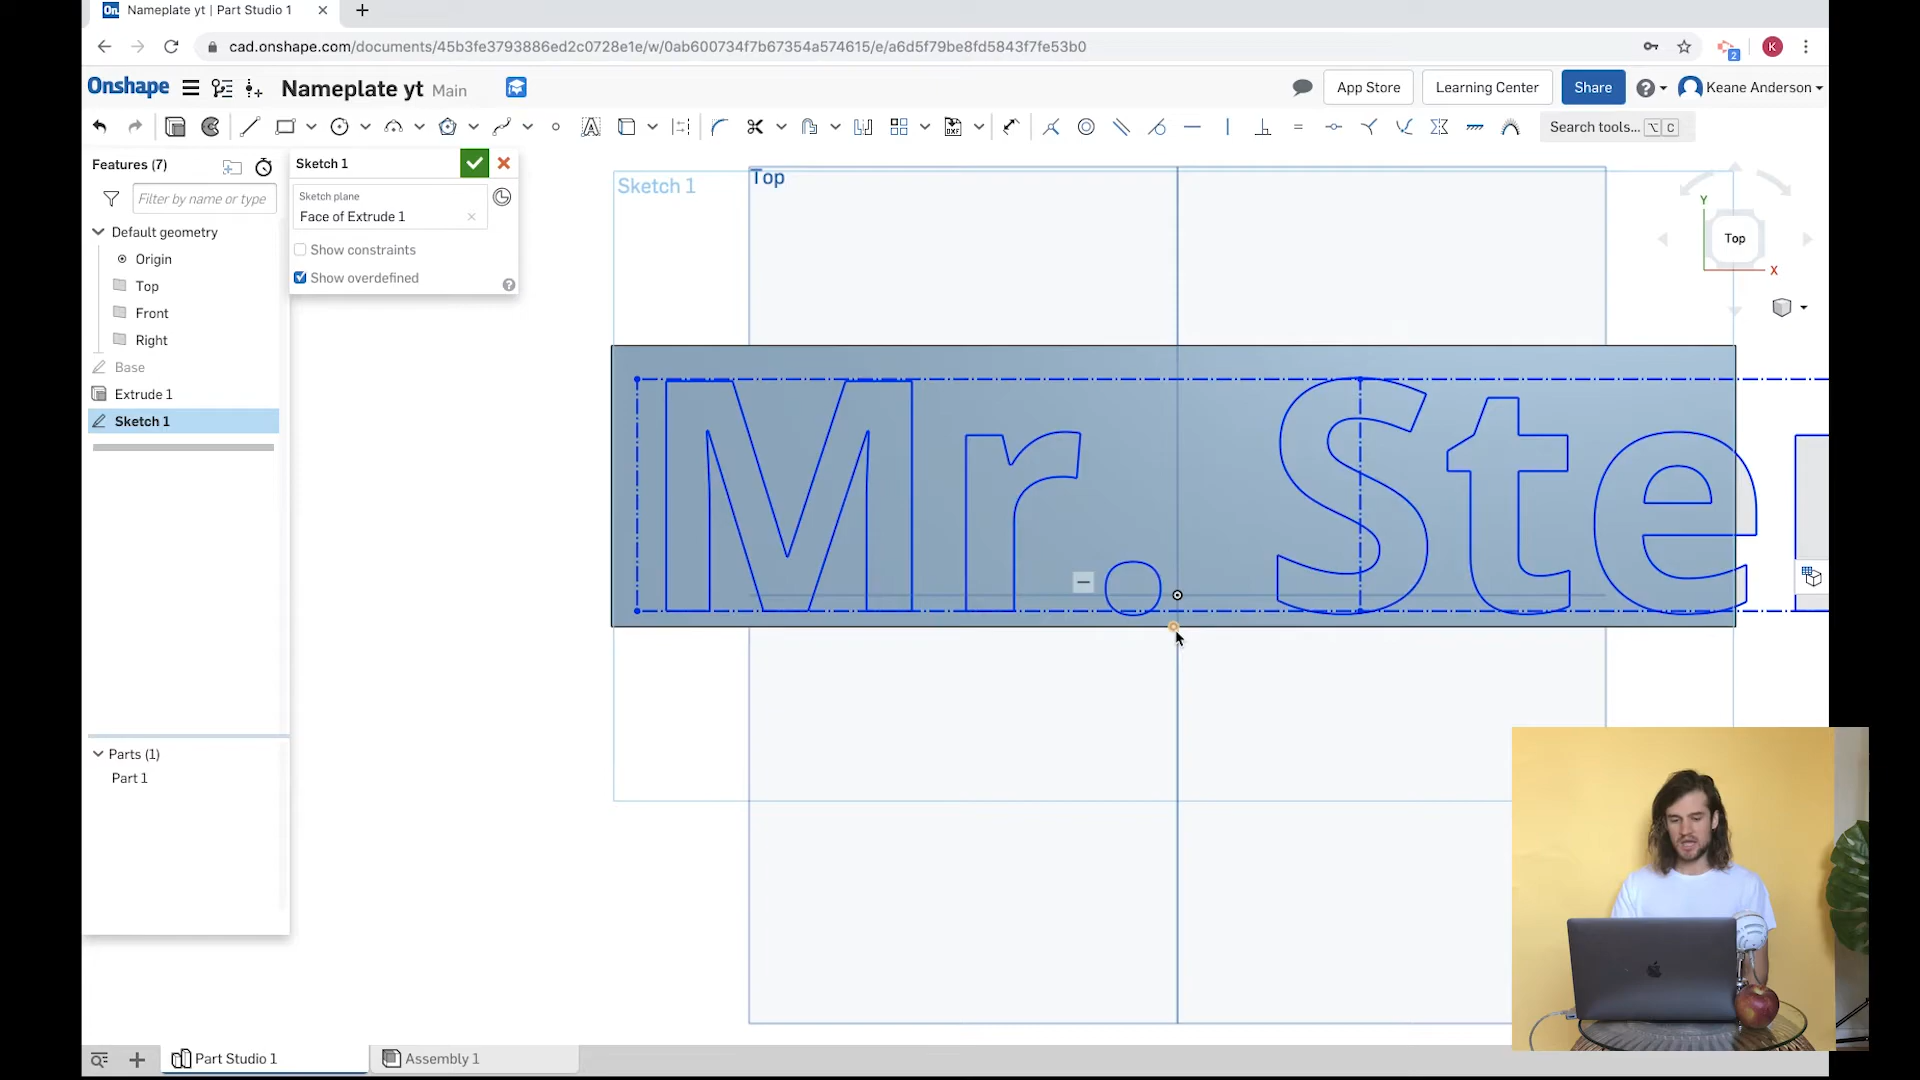 On Nameplate yt | Part Studio 1
cad.onshape.com/documents/45b3fe3793886ed2c0728e1e/w/0ab600734f7b67354a574615/e/a6d5f79be8fd5843f7fe53b0
2
K
Onshape
Nameplate yt Main
App Store
Learning Center
Share
Keane Anderson
Search tools... ⌥ C
Features (7)
Filter by name or type
Default geometry
Origin
Top
Front
Right
Base
Extrude 1
Sketch 1
Sketch 1
Sketch plane
Face of Extrude 1
Show constraints
Show overdefined
Sketch 1
Top
Y
Top
X
Mr. Ste
Parts (1)
Part 1
Part Studio 1
Assembly 1